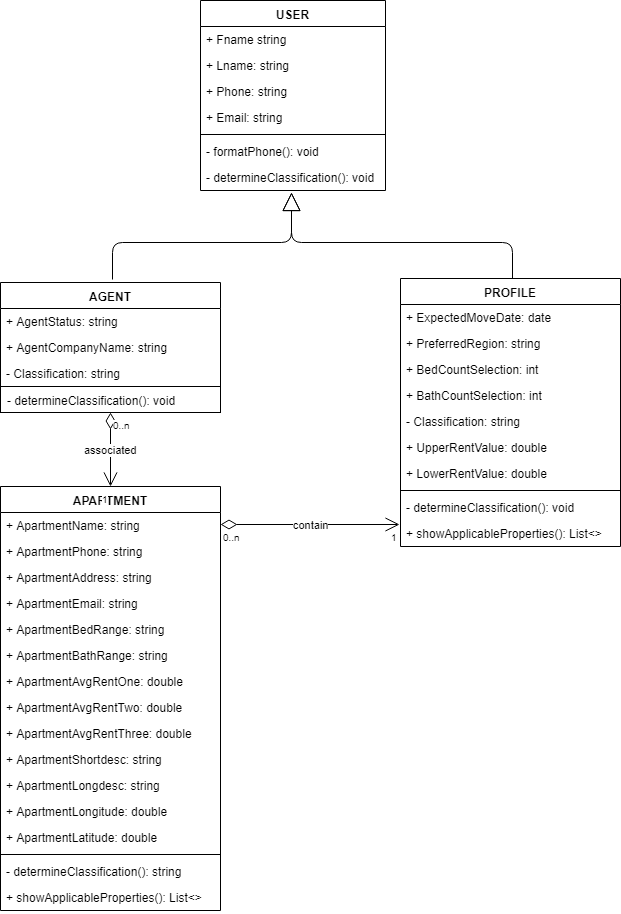 USER
+ Fname string
+ Lname: string
+ Phone: string
+ Email: string
- formatPhone(): void
- determineClassification(): void
AGENT
+ AgentStatus: string
+ AgentCompanyName: string
- Classification: string
- determineClassification(): void
PROFILE
+ ExpectedMoveDate: date
+ PreferredRegion: string
+ BedCountSelection: int
+ BathCountSelection: int
- Classification: string
+ UpperRentValue: double
+ LowerRentValue: double
- determineClassification(): void
+ showApplicableProperties(): List<>
0..n
associated
1
APARTMENT
+ ApartmentName: string
+ ApartmentPhone: string
+ ApartmentAddress: string
+ ApartmentEmail: string
+ ApartmentBedRange: string
+ ApartmentBathRange: string
+ ApartmentAvgRentOne: double
+ ApartmentAvgRentTwo: double
+ ApartmentAvgRentThree: double
+ ApartmentShortdesc: string
+ ApartmentLongdesc: string
+ ApartmentLongitude: double
+ ApartmentLatitude: double
- determineClassification(): string
+ showApplicableProperties(): List<>
contain
0..n
1